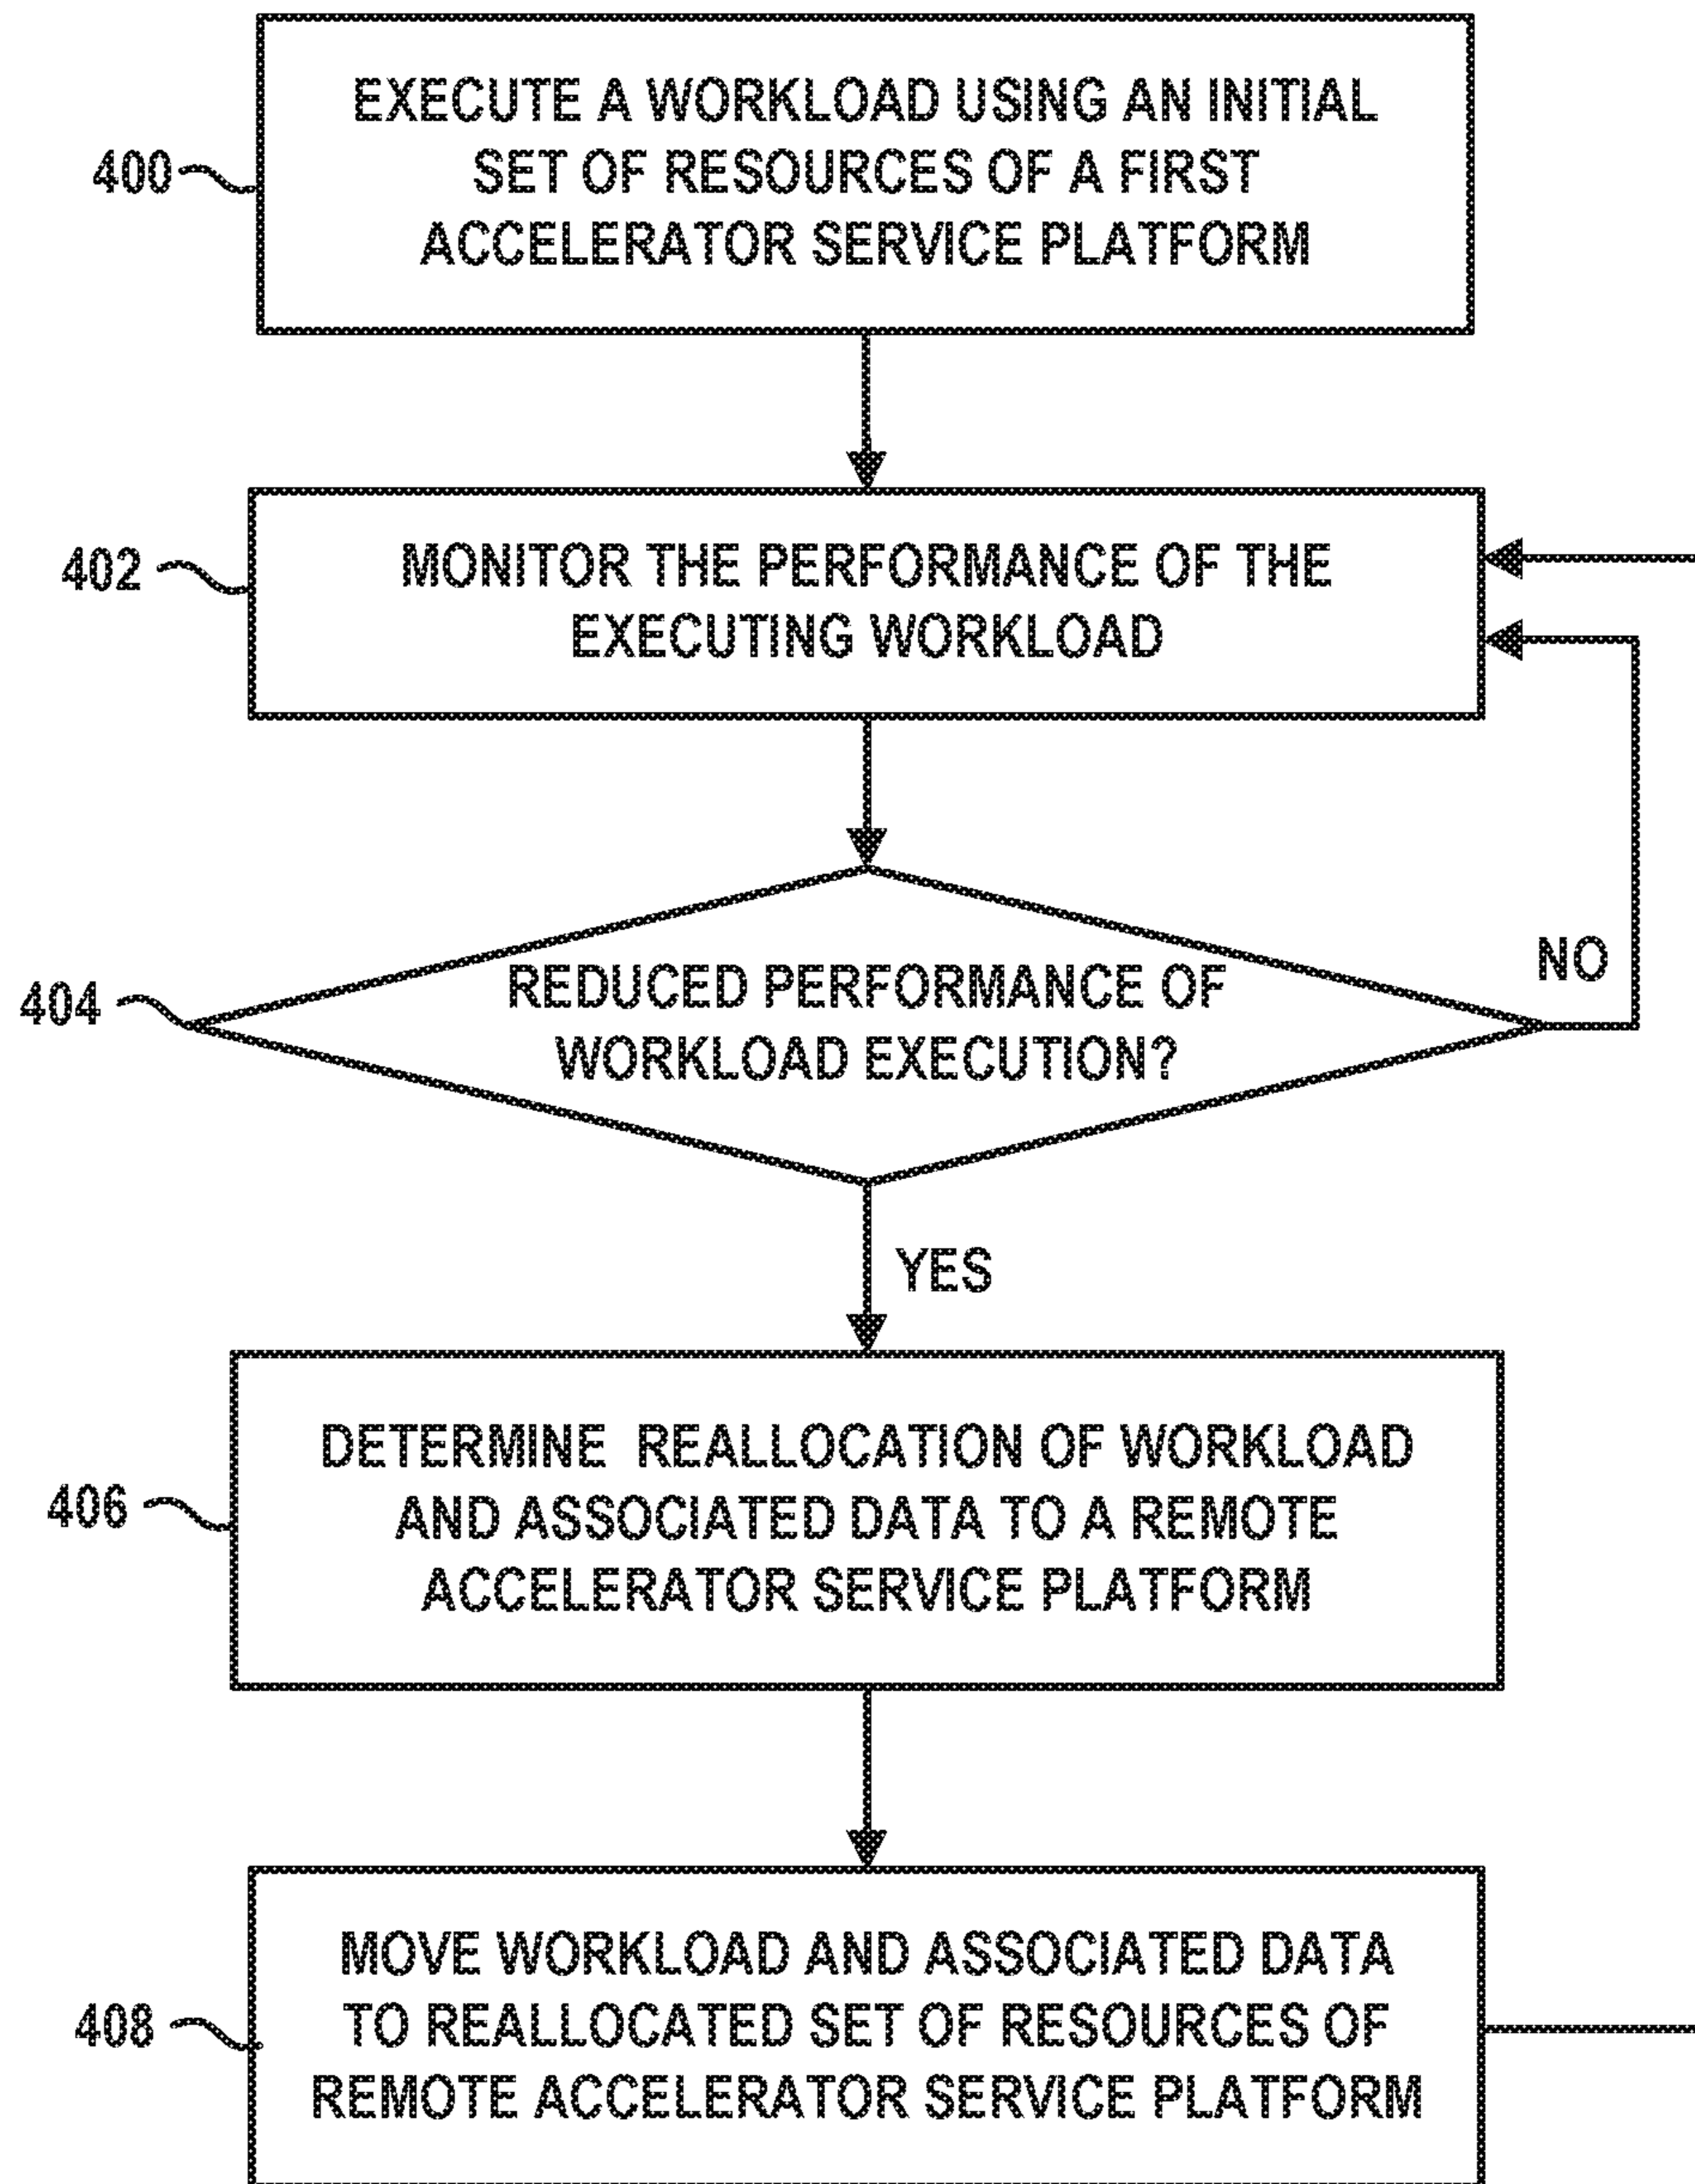 EXECUTE A WORKLOAD USING AN INITIAL
SET OF RESOURCES OF A FIRST
ACCELERATOR SERVICE PLATFORM
400
MONITOR THE PERFORMANCE OF THE
EXECUTING WORKLOAD
402
REDUCED PERFORMANCE OF
WORKLOAD EXECUTION?
404
NO
YES
DETERMINE REALLOCATION OF WORKLOAD
AND ASSOCIATED DATA TO A REMOTE
ACCELERATOR SERVICE PLATFORM
406
MOVE WORKLOAD AND ASSOCIATED DATA
TO REALLOCATED SET OF RESOURCES OF
REMOTE ACCELERATOR SERVICE PLATFORM
408